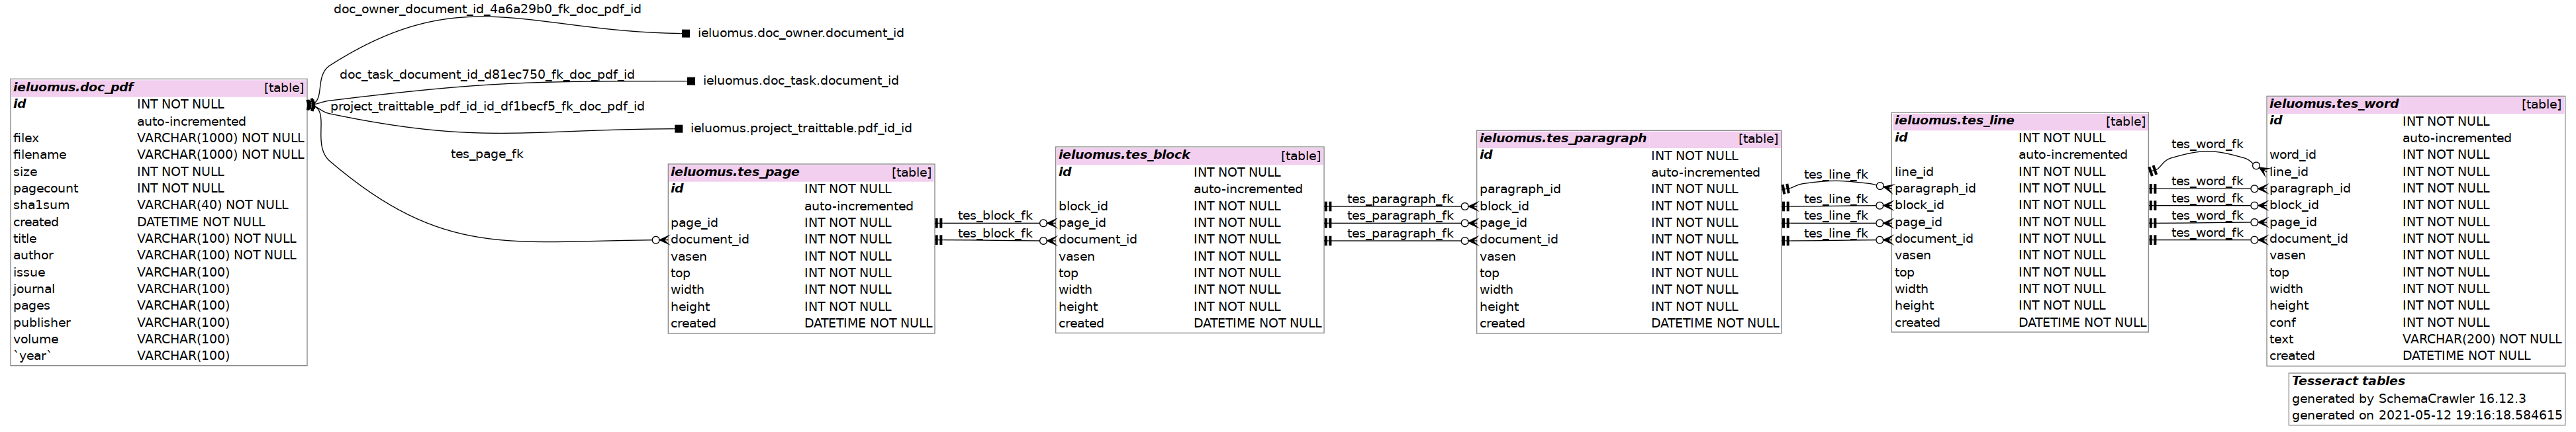 doc_owner_document_id_4a6a29b0_fk_doc_pdf_id
ieluomus.doc_owner.document_id
doc_task_document_id_d81ec750_fk_doc_pdf_id
ieluomus.doc_task.document_id
project_traittable_pdf_id_id_df1becf5_fk_doc_pdf_id
ieluomus.project_traittable.pdf_id_id
tes_page_fk
ieluomus.doc_pdf [table]
id INT NOT NULL
auto-incremented
filex VARCHAR(1000) NOT NULL
filename VARCHAR(1000) NOT NULL
size INT NOT NULL
pagecount INT NOT NULL
sha1sum VARCHAR(40) NOT NULL
created DATETIME NOT NULL
title VARCHAR(100) NOT NULL
author VARCHAR(100) NOT NULL
issue VARCHAR(100)
journal VARCHAR(100)
pages VARCHAR(100)
publisher VARCHAR(100)
volume VARCHAR(100)
`year` VARCHAR(100)
ieluomus.tes_page [table]
id INT NOT NULL
auto-incremented
page_id INT NOT NULL
document_id INT NOT NULL
vasen INT NOT NULL
top INT NOT NULL
width INT NOT NULL
height INT NOT NULL
created DATETIME NOT NULL
tes_block_fk
tes_block_fk
ieluomus.tes_block [table]
id INT NOT NULL
auto-incremented
block_id INT NOT NULL
page_id INT NOT NULL
document_id INT NOT NULL
vasen INT NOT NULL
top INT NOT NULL
width INT NOT NULL
height INT NOT NULL
created DATETIME NOT NULL
tes_paragraph_fk
tes_paragraph_fk
tes_paragraph_fk
ieluomus.tes_paragraph [table]
id INT NOT NULL
auto-incremented
paragraph_id INT NOT NULL
block_id INT NOT NULL
page_id INT NOT NULL
document_id INT NOT NULL
vasen INT NOT NULL
top INT NOT NULL
width INT NOT NULL
height INT NOT NULL
created DATETIME NOT NULL
tes_line_fk
tes_line_fk
tes_line_fk
tes_line_fk
ieluomus.tes_line [table]
id INT NOT NULL
auto-incremented
line_id INT NOT NULL
paragraph_id INT NOT NULL
block_id INT NOT NULL
page_id INT NOT NULL
document_id INT NOT NULL
vasen INT NOT NULL
top INT NOT NULL
width INT NOT NULL
height INT NOT NULL
created DATETIME NOT NULL
tes_word_fk
tes_word_fk
tes_word_fk
tes_word_fk
tes_word_fk
ieluomus.tes_word [table]
id INT NOT NULL
auto-incremented
word_id INT NOT NULL
line_id INT NOT NULL
paragraph_id INT NOT NULL
block_id INT NOT NULL
page_id INT NOT NULL
document_id INT NOT NULL
vasen INT NOT NULL
top INT NOT NULL
width INT NOT NULL
height INT NOT NULL
conf INT NOT NULL
text VARCHAR(200) NOT NULL
created DATETIME NOT NULL
Tesseract tables
generated by SchemaCrawler 16.12.3
generated on 2021-05-12 19:16:18.584615